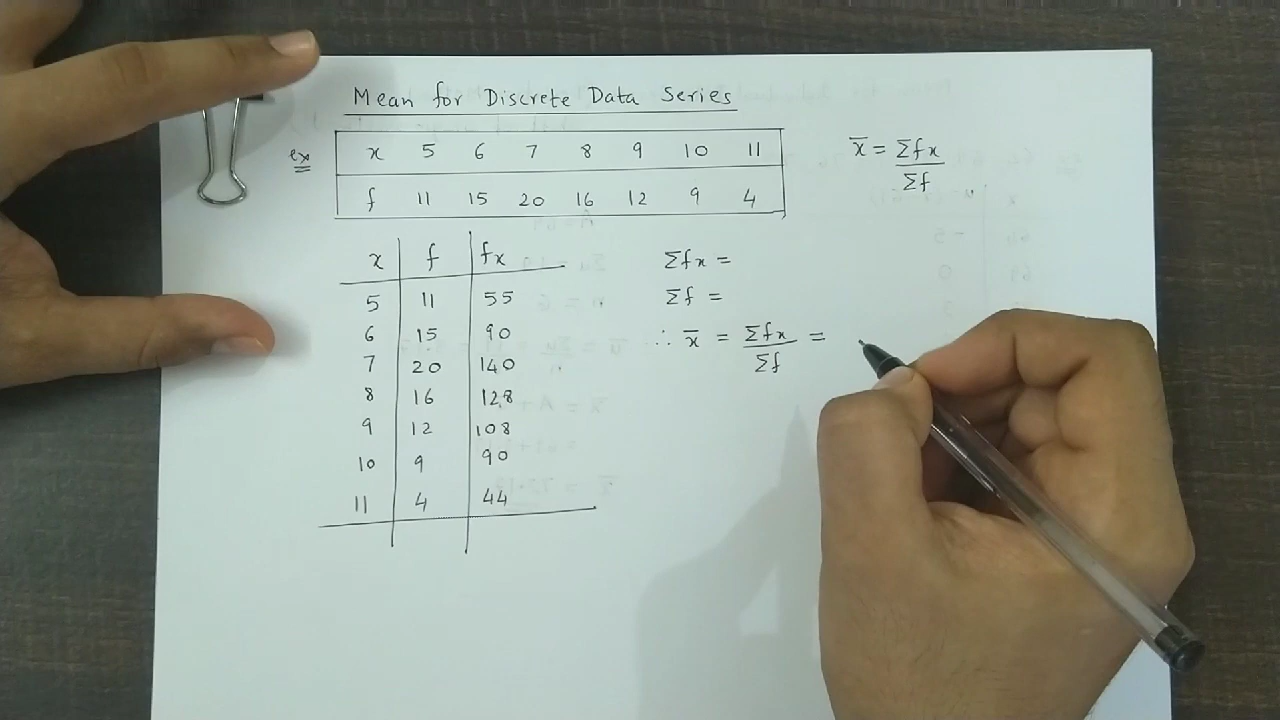 Mean for Discrete Data Series
ex
x 5 6 7 8 9 10 11
f 11 15 20 16 12 9 4
x̄ = Σfx / Σf
x f fx
5 11 55
6 15 90
7 20 140
8 16 128
9 12 108
10 9 90
11 4 44
Σfx =
Σf =
∴ x̄ = Σfx / Σf =